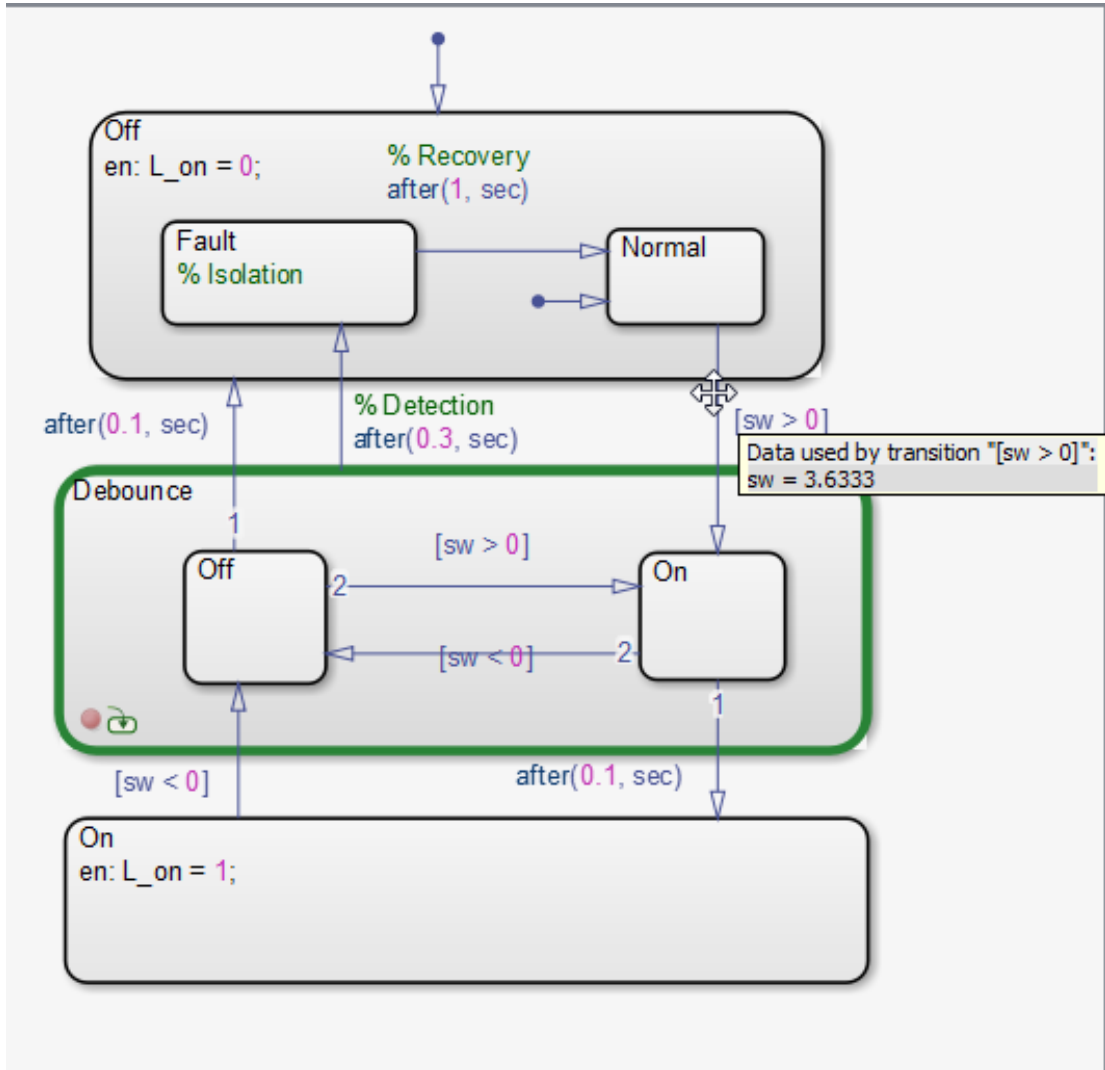 Off
en: L_on = 0;
% Recovery
after(1, sec)
Fault
% Isolation
Normal
after(0.1, sec)
% Detection
after(0.3, sec)
[sw > 0]
Data used by transition "[sw > 0]":
sw = 3.6333
Debounce
1
Off
[sw > 0]
2
On
[sw < 0]
2
1
[sw < 0]
after(0.1, sec)
On
en: L_on = 1;